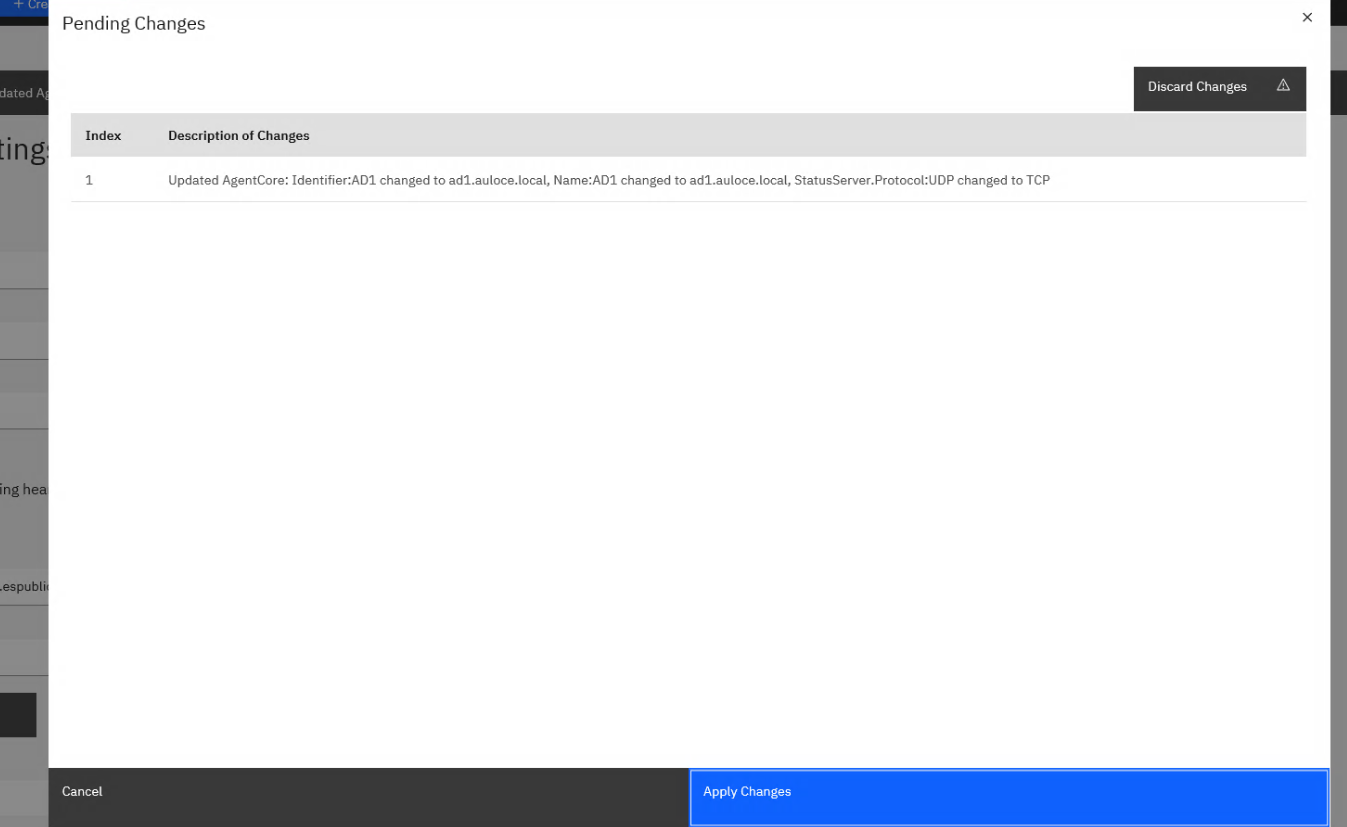 + Cre
Pending Changes
dated Ag
Discard Changes
tings
Index Description of Changes
1 Updated AgentCore: Identifier:AD1 changed to ad1.auloce.local, Name:AD1 changed to ad1.auloce.local, StatusServer.Protocol:UDP changed to TCP
ing hea
.espublic
Cancel Apply Changes